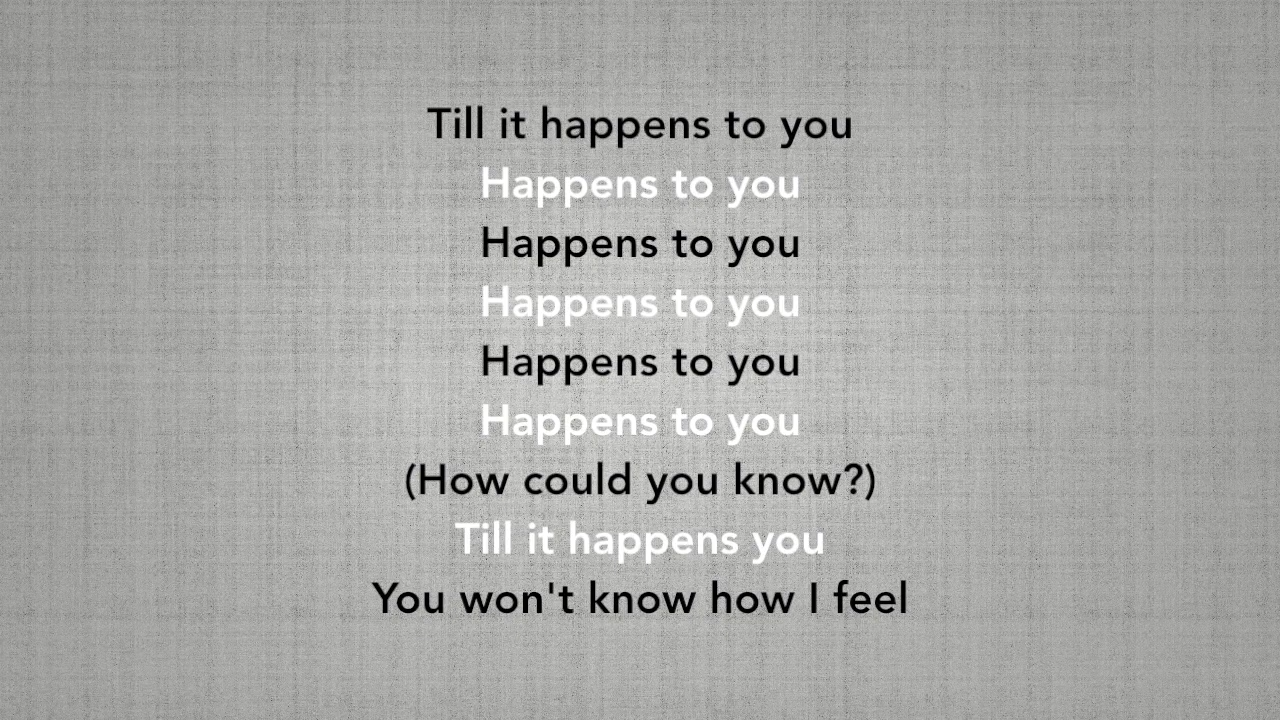 Till it happens to you
Happens to you
Happens to you
Happens to you
Happens to you
Happens to you
(How could you know?)
Till it happens you
You won't know how I feel